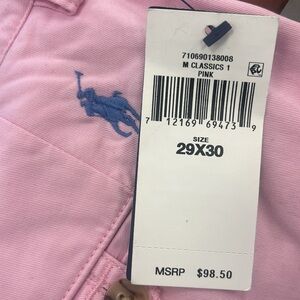 710690138008
M CLASSICS 1
PINK
7 12169 69473 9
SIZE
29X30
MSRP $98.50